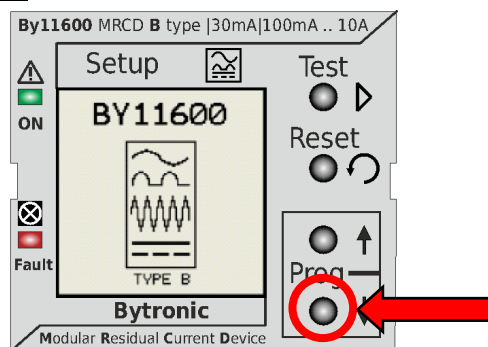 By11600 MRCD B type |30mA|100mA .. 10A
Setup
Test
ON
BY11600
Reset
TYPE B
Fault
Prog
Bytronic
Modular Residual Current Device